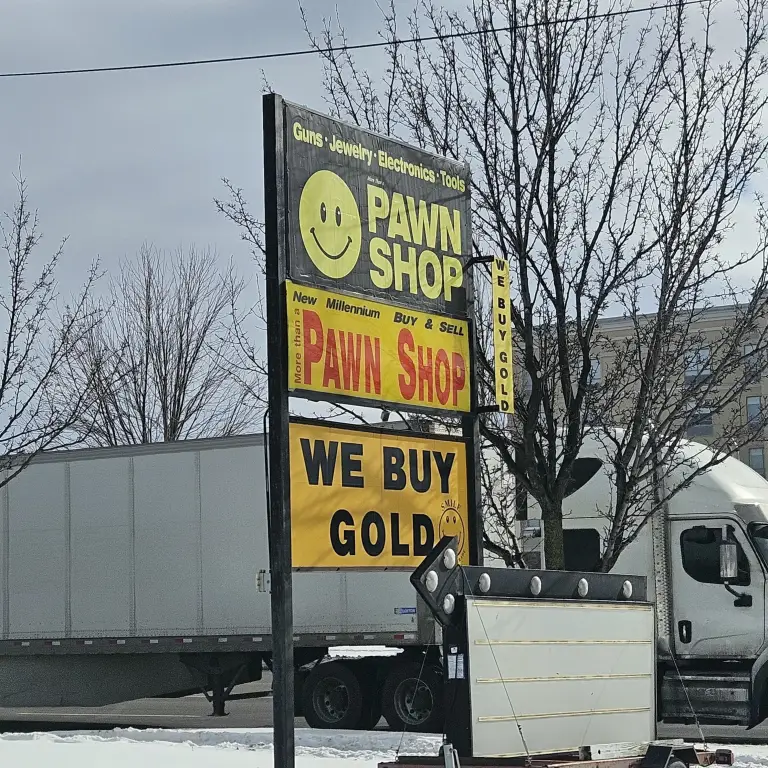 Guns · Jewelry · Electronics · Tools
PAWN
SHOP
New Millennium BUY & SELL
More than a
PAWN SHOP
WE BUY
GOLD
SMILE
WE BUY GOLD